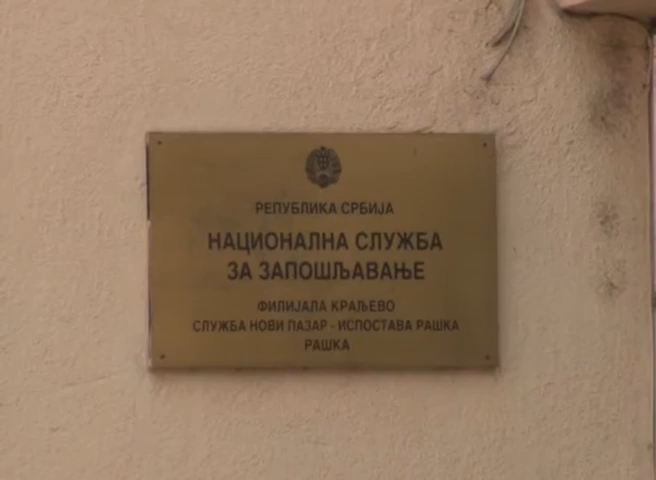 РЕПУБЛИКА СРБИЈА
НАЦИОНАЛНА СЛУЖБА
ЗА ЗАПОШЉАВАЊЕ
ФИЛИЈАЛА КРАЉЕВО
СЛУЖБА НОВИ ПАЗАР - ИСПОСТАВА РАШКА
РАШКА